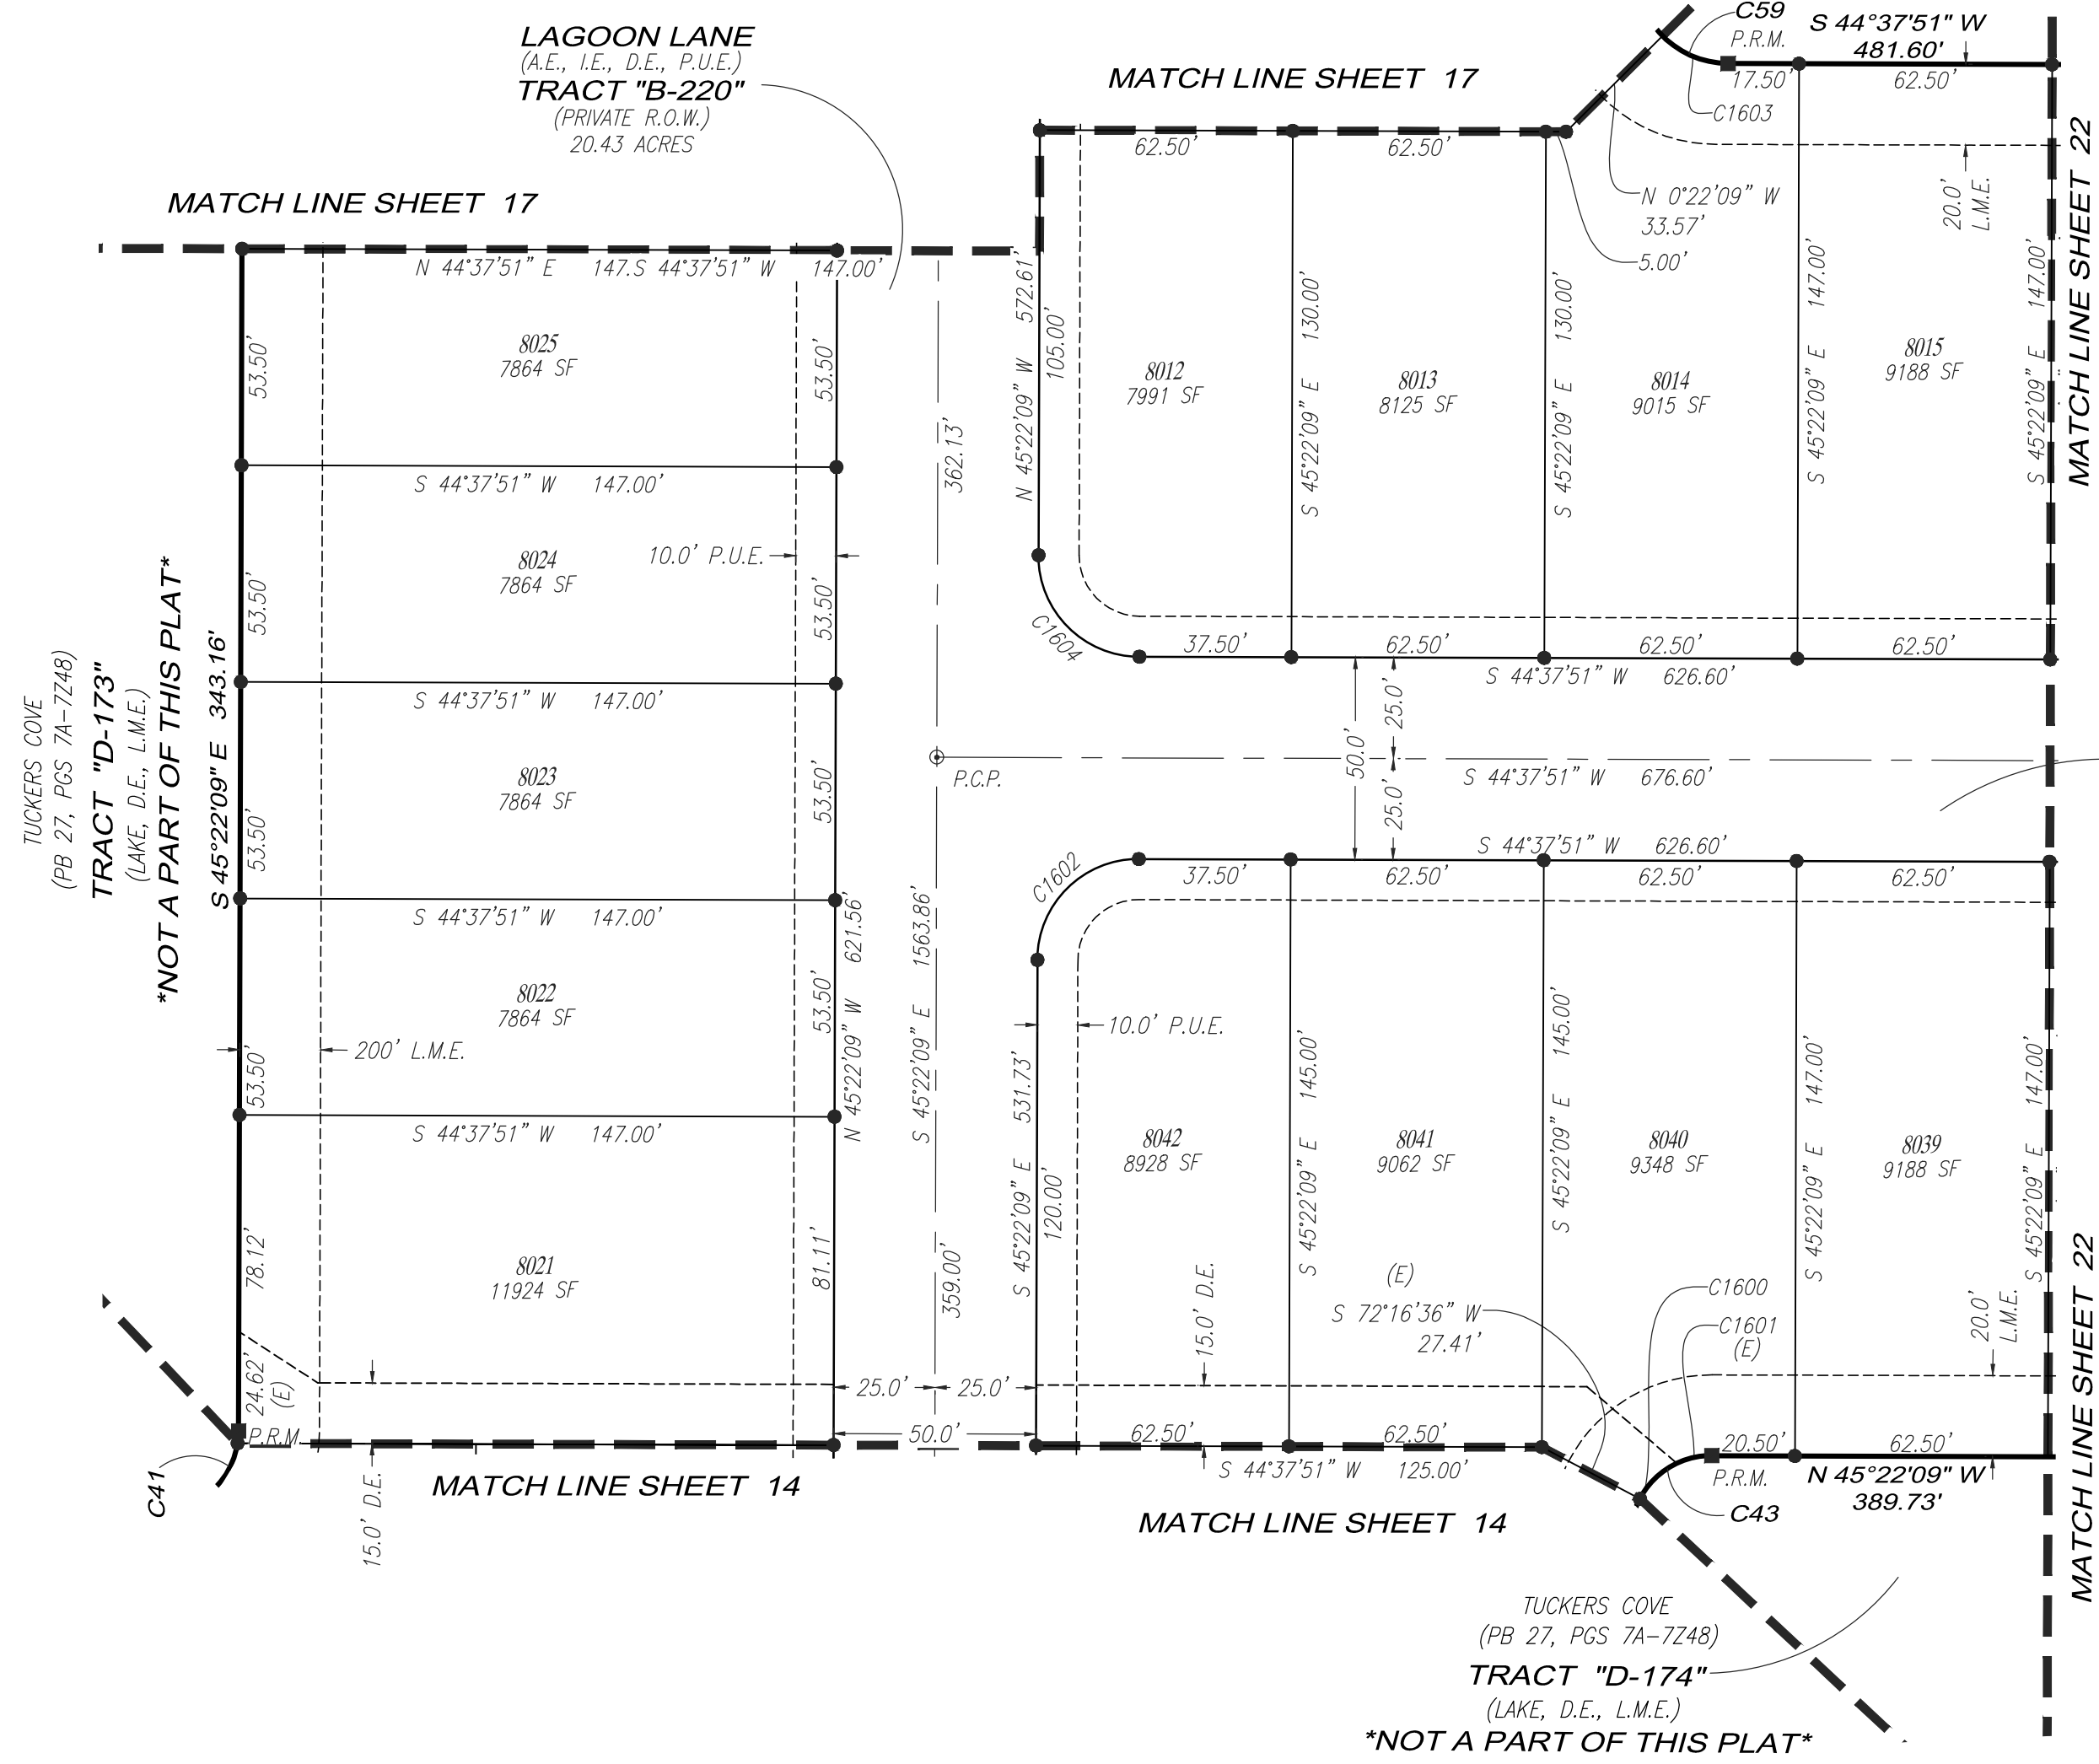 LAGOON LANE
(A.E., I.E., D.E., P.U.E.)
TRACT "B-220"
(PRIVATE R.O.W.)
20.43 ACRES
MATCH LINE SHEET 17
MATCH LINE SHEET 17
C59
P.R.M.
S 44°37'51" W
481.60'
17.50'
62.50'
C1603
62.50'
62.50'
N 0°22'09" W
33.57'
5.00'
20.0'
L.M.E.
MATCH LINE SHEET 22
N 44°37'51" E 147.S 44°37'51" W 147.00'
53.50'
8025
7864 SF
53.50'
S 44°37'51" W 147.00'
53.50'
8024
7864 SF
10.0' P.U.E.
53.50'
S 44°37'51" W 147.00'
53.50'
8023
7864 SF
53.50'
S 44°37'51" W 147.00'
53.50'
8022
7864 SF
53.50'
200' L.M.E.
S 44°37'51" W 147.00'
78.12'
8021
11924 SF
81.11'
24.62'
(E)
P.R.M.
C41
15.0' D.E.
MATCH LINE SHEET 14
TUCKERS COVE
(PB 27, PGS 7A-7Z48)
TRACT "D-173"
(LAKE, D.E., L.M.E.)
*NOT A PART OF THIS PLAT*
S 45°22'09" E 343.16'
N 45°22'09" W 621.56'
S 45°22'09" E 1563.86'
362.13'
359.00'
25.0'
25.0'
50.0'
N 45°22'09" W 572.61'
105.00'
8012
7991 SF
S 45°22'09" E 130.00'
8013
8125 SF
S 45°22'09" E 130.00'
8014
9015 SF
S 45°22'09" E 147.00'
8015
9188 SF
S 45°22'09" E 147.00'
C1604
37.50'
62.50'
62.50'
62.50'
S 44°37'51" W 626.60'
50.0'
25.0'
25.0'
P.C.P.
S 44°37'51" W 676.60'
S 44°37'51" W 626.60'
C1602
37.50'
62.50'
62.50'
62.50'
10.0' P.U.E.
S 45°22'09" E 531.73'
120.00'
8042
8928 SF
S 45°22'09" E 145.00'
8041
9062 SF
S 45°22'09" E 145.00'
8040
9348 SF
S 45°22'09" E 147.00'
8039
9188 SF
S 45°22'09" E 147.00'
15.0' D.E.
(E)
S 72°16'36" W
27.41'
C1600
C1601
(E)
20.0'
L.M.E.
62.50'
62.50'
20.50'
62.50'
S 44°37'51" W 125.00'
P.R.M.
N 45°22'09" W
389.73'
C43
MATCH LINE SHEET 14
MATCH LINE SHEET 22
TUCKERS COVE
(PB 27, PGS 7A-7Z48)
TRACT "D-174"
(LAKE, D.E., L.M.E.)
*NOT A PART OF THIS PLAT*